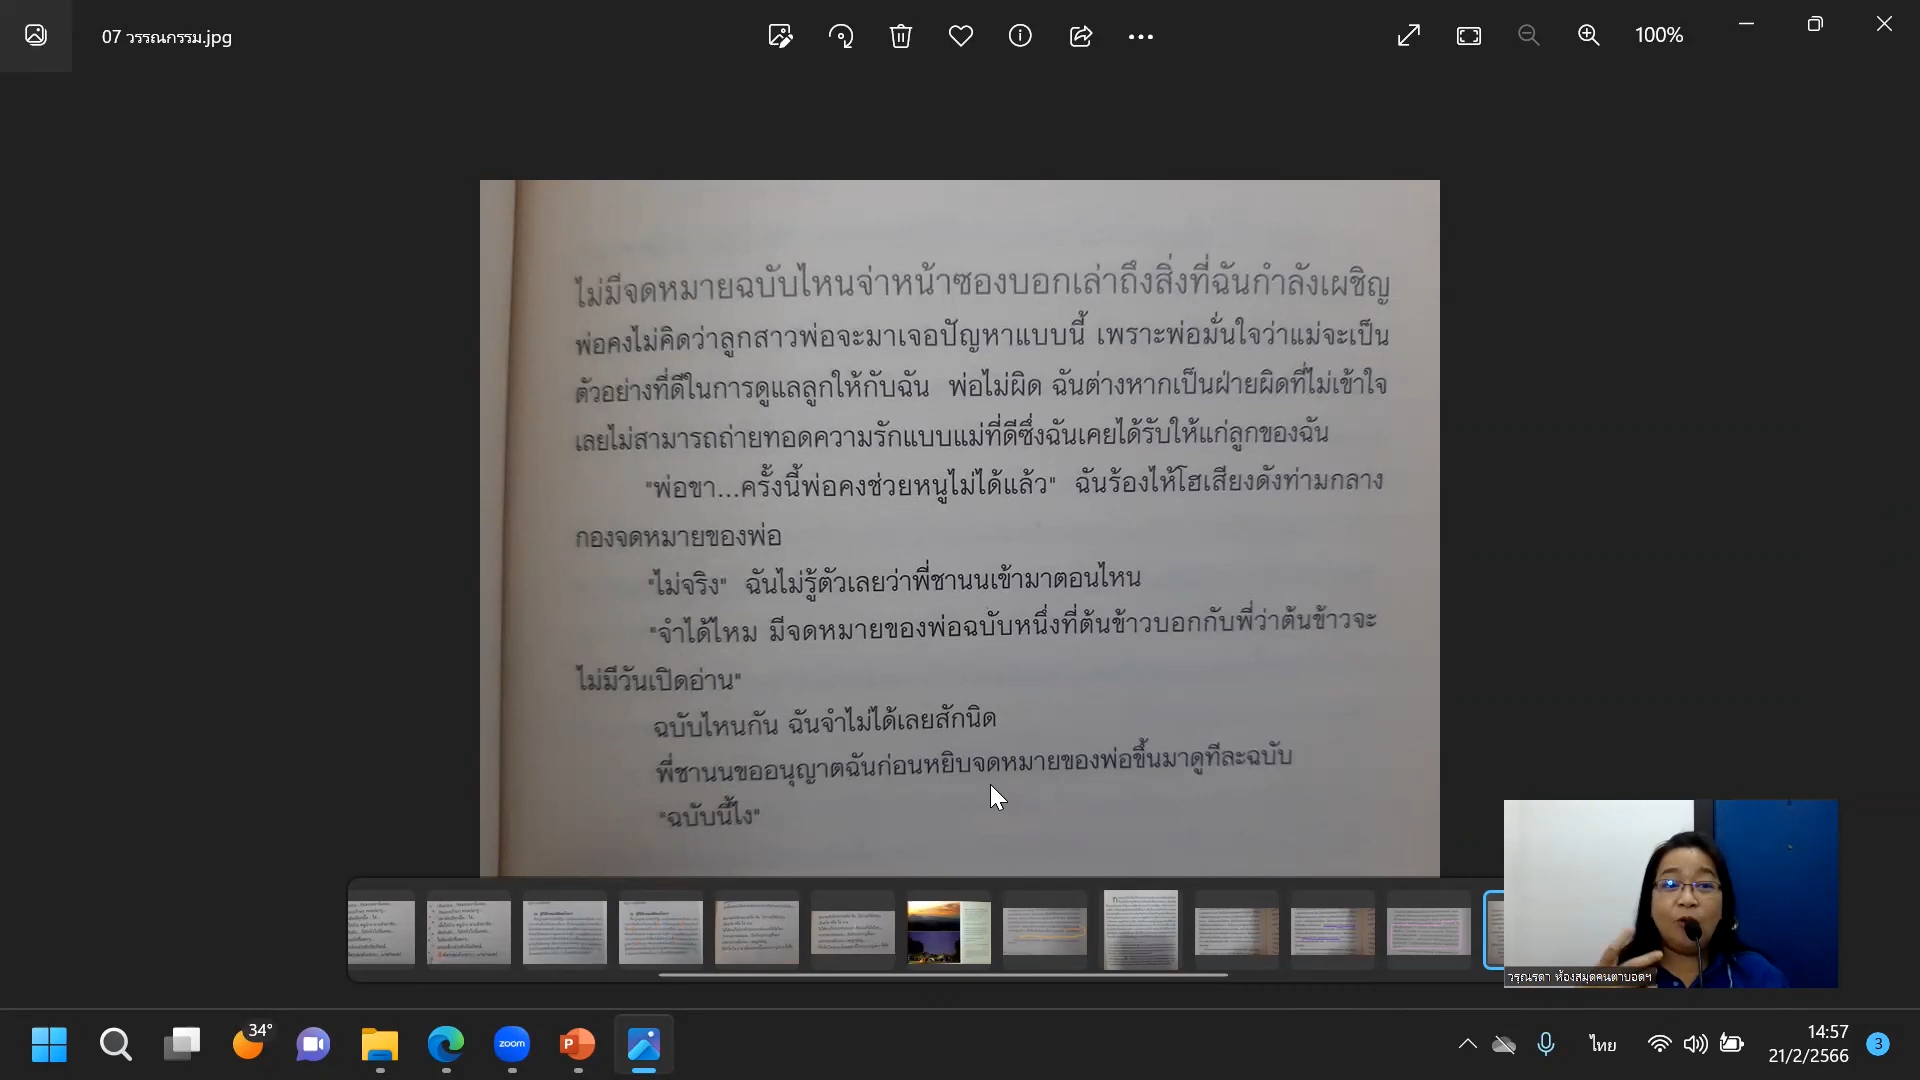 07 วรรณกรรม.jpg
100%
ไม่มีจดหมายฉบับไหนจ่าหน้าซองบอกเล่าถึงสิ่งที่ฉันกำลังเผชิญ
พ่อคงไม่คิดว่าลูกสาวพ่อจะมาเจอปัญหาแบบนี้ เพราะพ่อมั่นใจว่าแม่จะเป็น
ตัวอย่างที่ดีในการดูแลลูกให้กับฉัน พ่อไม่ผิด ฉันต่างหากเป็นฝ่ายผิดที่ไม่เข้าใจ
เลยไม่สามารถถ่ายทอดความรักแบบแม่ที่ดีซึ่งฉันเคยได้รับให้แก่ลูกของฉัน
"พ่อขา...ครั้งนี้พ่อคงช่วยหนูไม่ได้แล้ว" ฉันร้องไห้โฮเสียงดังท่ามกลาง
กองจดหมายของพ่อ
"ไม่จริง" ฉันไม่รู้ตัวเลยว่าพี่ชานนเข้ามาตอนไหน
"จำได้ไหม มีจดหมายของพ่อฉบับหนึ่งที่ต้นข้าวบอกกับพี่ว่าต้นข้าวจะ
ไม่มีวันเปิดอ่าน"
ฉบับไหนกัน ฉันจำไม่ได้เลยสักนิด
พี่ชานนขออนุญาตฉันก่อนหยิบจดหมายของพ่อขึ้นมาดูทีละฉบับ
"ฉบับนี้ไง"
วรุณรดา ห้องสมุดคนตาบอดฯ
34°
zoom
P
ไทย
14:57
21/2/2566
3